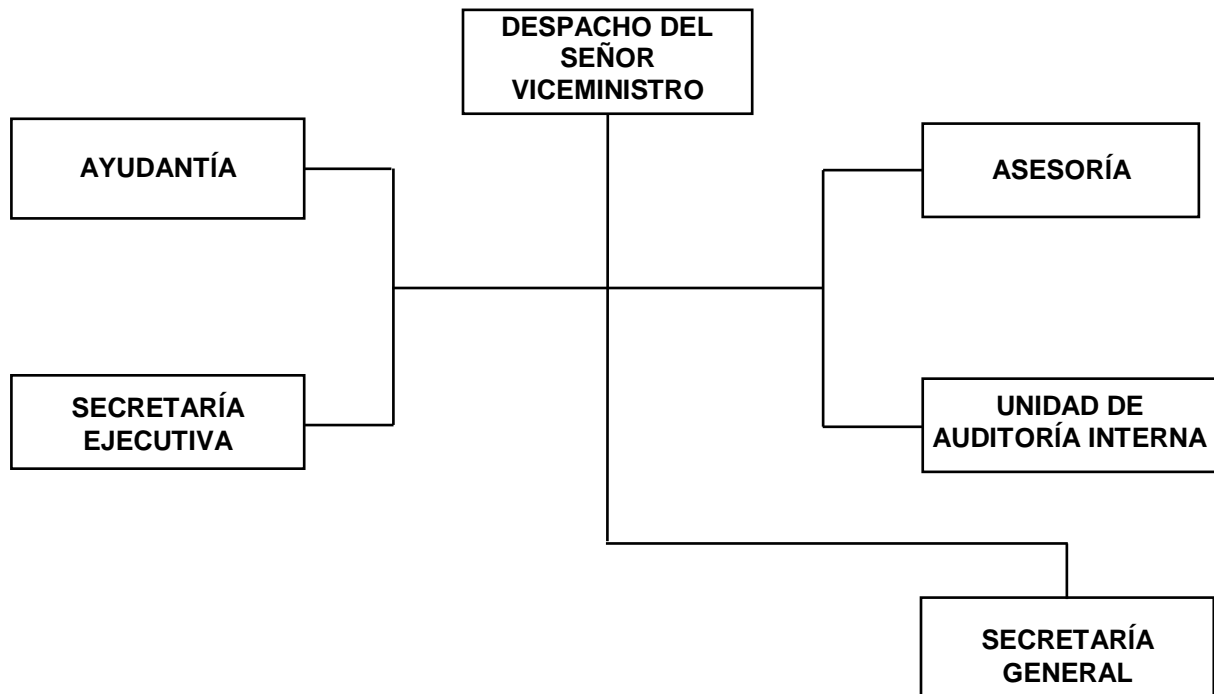 DESPACHO DEL
SEÑOR
VICEMINISTRO
AYUDANTÍA
ASESORÍA
SECRETARÍA
EJECUTIVA
UNIDAD DE
AUDITORÍA INTERNA
SECRETARÍA
GENERAL